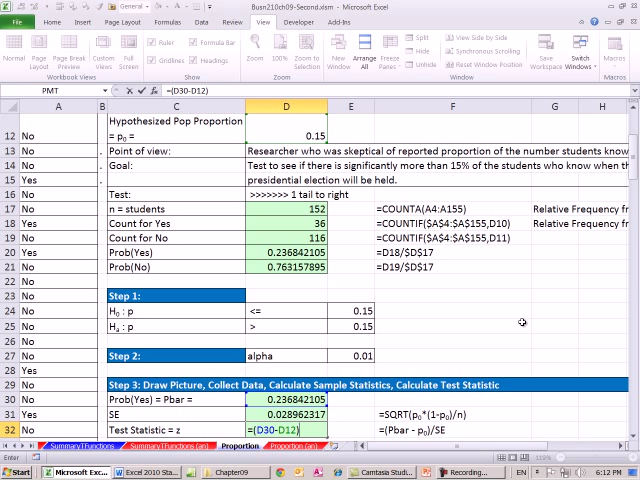 Busn210ch09-Second.xlsm - Microsoft Excel
General
File Home Insert Page Layout Formulas Data Review View Developer Add-Ins
Normal Page Layout Page Break Preview Custom Views Full Screen
Ruler Formula Bar
Gridlines Headings
Zoom 100% Zoom to Selection
New Window Arrange All Freeze Panes
Split View Side by Side
Hide Synchronous Scrolling
Unhide Reset Window Position
Save Workspace Switch Windows Macros
Workbook Views Show Zoom Window Macros
PMT =(D30-D12)
A B C D E F G H
Hypothesized Pop Proportion
12 No = p0 = 0.15
13 No . Point of view: Researcher who was skeptical of reported proportion of the number students know
14 No . Goal: Test to see if there is significantly more than 15% of the students who know when th
15 Yes . presidential election will be held.
16 No Test: >>>>>>> 1 tail to right
17 No n = students 152 =COUNTA(A4:A155) Relative Frequency fr
18 Yes Count for Yes 36 =COUNTIF($A$4:$A$155,D10) Relative Frequency fr
19 No Count for No 116 =COUNTIF($A$4:$A$155,D11)
20 Yes Prob(Yes) 0.236842105 =D18/$D$17
21 No Prob(No) 0.763157895 =D19/$D$17
22 No
23 No Step 1:
24 No H0 : p <= 0.15
25 No Ha : p > 0.15
26 No
27 No Step 2: alpha 0.01
28 Yes
29 No Step 3: Draw Picture, Collect Data, Calculate Sample Statistics, Calculate Test Statistic
30 No Prob(Yes) = Pbar = 0.236842105
31 Yes SE 0.028962317 =SQRT(p0*(1-p0)/n)
32 No Test Statistic = z =(D30-D12) =(Pbar - p0)/SE
SummaryTFunctions SummaryTFunctions (an) Proportion Proportion (an)
Enter 119%
Start Microsoft Exc... Excel 2010 Sta... Chapter09 Camtasia Studi... Recording... EN 6:12 PM